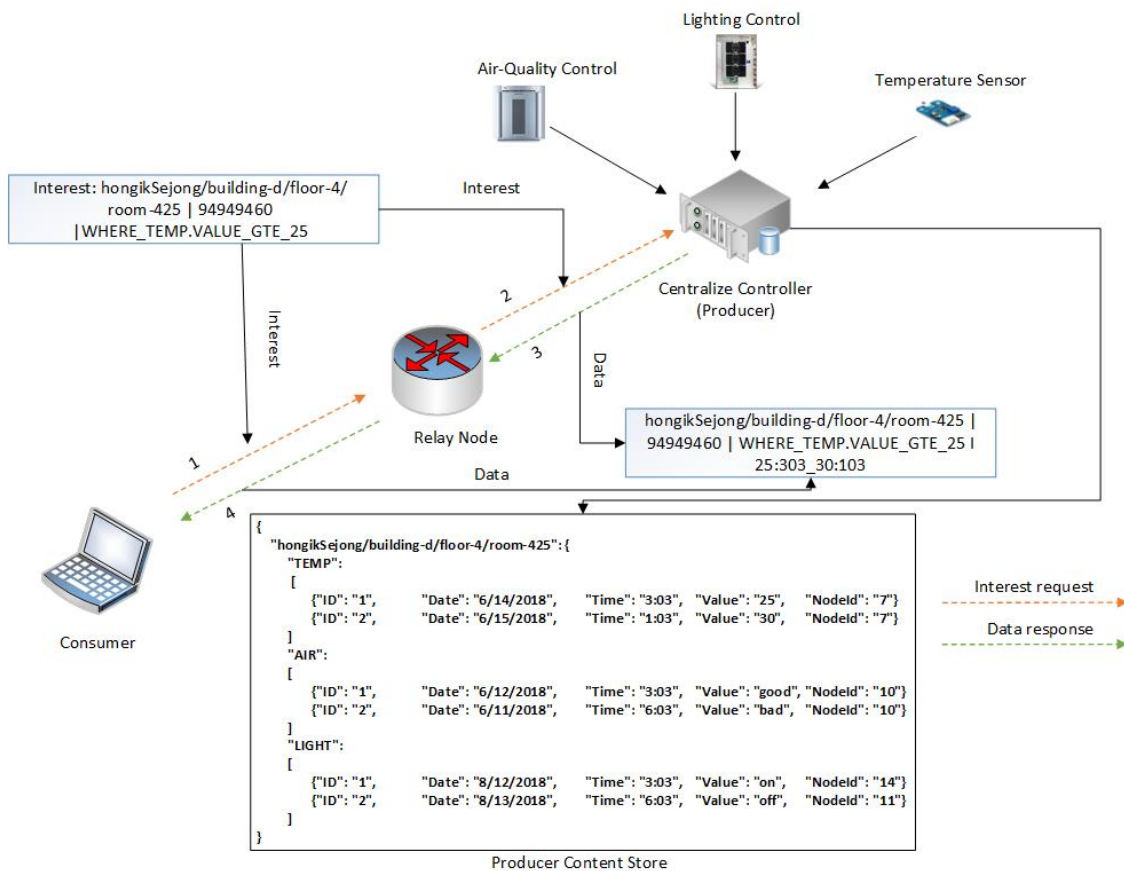 Lighting Control
Air-Quality Control
Temperature Sensor
Interest: hongikSejong/building-d/floor-4/
room-425 | 94949460
|WHERE_TEMP.VALUE_GTE_25
Interest
Interest
2
Centralize Controller
(Producer)
3
Data
Relay Node
hongikSejong/building-d/floor-4/room-425 |
94949460 | WHERE_TEMP.VALUE_GTE_25 I
25:303_30:103
1
Data
4
Consumer
{
"hongikSejong/building-d/floor-4/room-425": {
"TEMP":
[
{"ID": "1", "Date": "6/14/2018", "Time": "3:03", "Value": "25", "NodeId": "7"}
{"ID": "2", "Date": "6/15/2018", "Time": "1:03", "Value": "30", "NodeId": "7"}
]
"AIR":
[
{"ID": "1", "Date": "6/12/2018", "Time": "3:03", "Value": "good", "NodeId": "10"}
{"ID": "2", "Date": "6/11/2018", "Time": "6:03", "Value": "bad", "NodeId": "10"}
]
"LIGHT":
[
{"ID": "1", "Date": "8/12/2018", "Time": "3:03", "Value": "on", "NodeId": "14"}
{"ID": "2", "Date": "8/13/2018", "Time": "6:03", "Value": "off", "NodeId": "11"}
]
}
Interest request
Data response
Producer Content Store